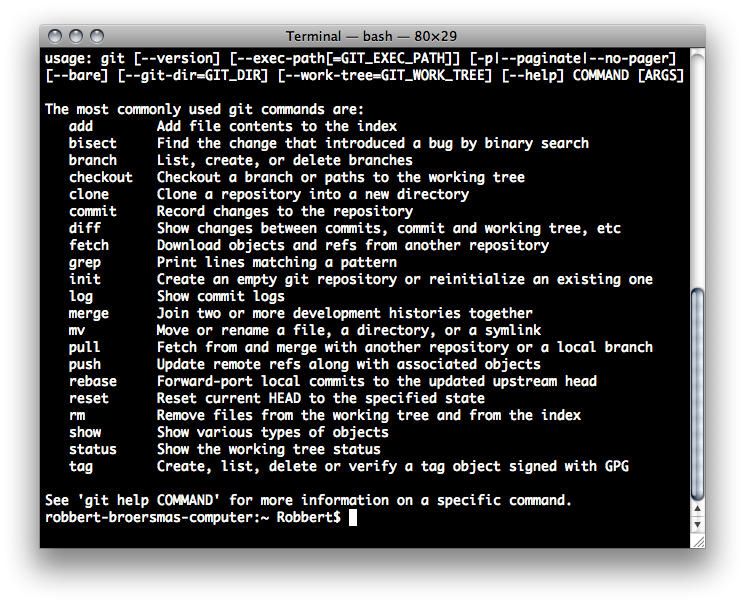 Terminal — bash — 80×29
usage: git [--version] [--exec-path[=GIT_EXEC_PATH]] [-p|--paginate|--no-pager]
[--bare] [--git-dir=GIT_DIR] [--work-tree=GIT_WORK_TREE] [--help] COMMAND [ARGS]

The most commonly used git commands are:
   add        Add file contents to the index
   bisect     Find the change that introduced a bug by binary search
   branch     List, create, or delete branches
   checkout   Checkout a branch or paths to the working tree
   clone      Clone a repository into a new directory
   commit     Record changes to the repository
   diff       Show changes between commits, commit and working tree, etc
   fetch      Download objects and refs from another repository
   grep       Print lines matching a pattern
   init       Create an empty git repository or reinitialize an existing one
   log        Show commit logs
   merge      Join two or more development histories together
   mv         Move or rename a file, a directory, or a symlink
   pull       Fetch from and merge with another repository or a local branch
   push       Update remote refs along with associated objects
   rebase     Forward-port local commits to the updated upstream head
   reset      Reset current HEAD to the specified state
   rm         Remove files from the working tree and from the index
   show       Show various types of objects
   status     Show the working tree status
   tag        Create, list, delete or verify a tag object signed with GPG

See 'git help COMMAND' for more information on a specific command.
robbert-broersmas-computer:~ Robbert$